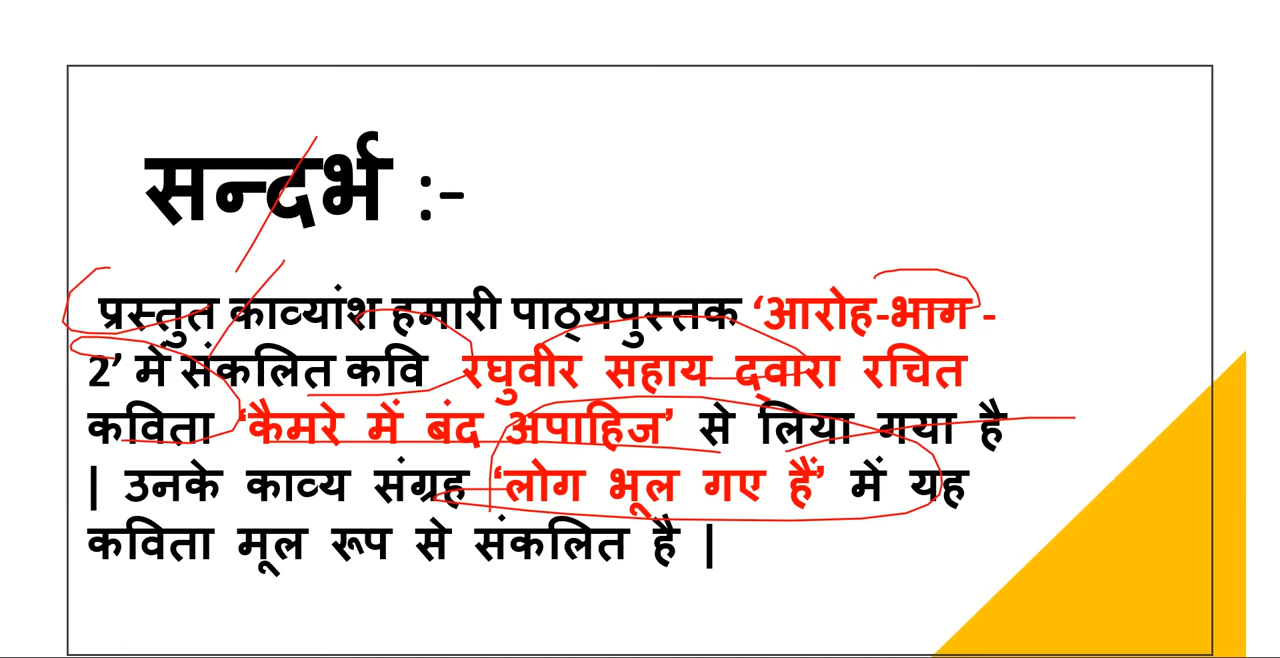 सन्दर्भ :-
प्रस्तुत काव्यांश हमारी पाठ्यपुस्तक ‘आरोह-भाग -
2’ में संकलित कवि रघुवीर सहाय द्वारा रचित
कविता ‘कैमरे में बंद अपाहिज’ से लिया गया है
| उनके काव्य संग्रह ‘लोग भूल गए हैं’ में यह
कविता मूल रूप से संकलित है |